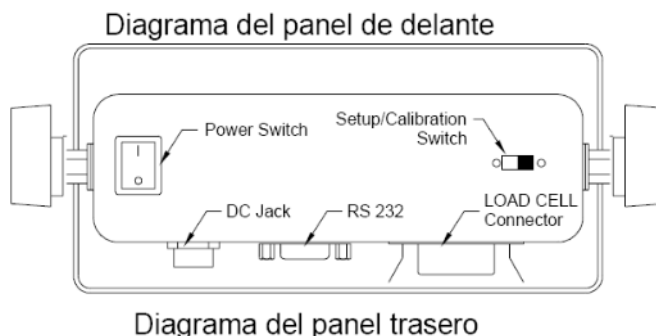 Diagrama del panel de delante
Power Switch
Setup/Calibration
Switch
DC Jack
RS 232
LOAD CELL
Connector
Diagrama del panel trasero